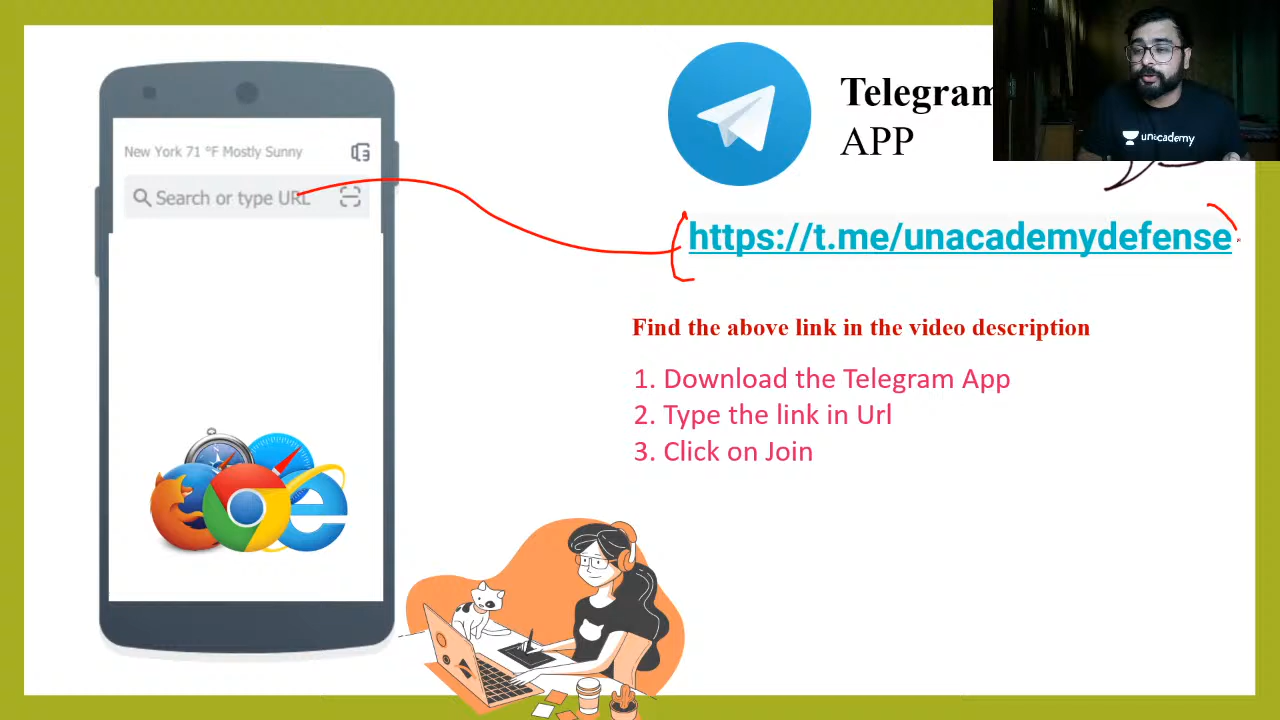 New York 71 °F Mostly Sunny
Search or type URL
Telegram
APP
unacademy
https://t.me/unacademydefense
Find the above link in the video description
1. Download the Telegram App
2. Type the link in Url
3. Click on Join